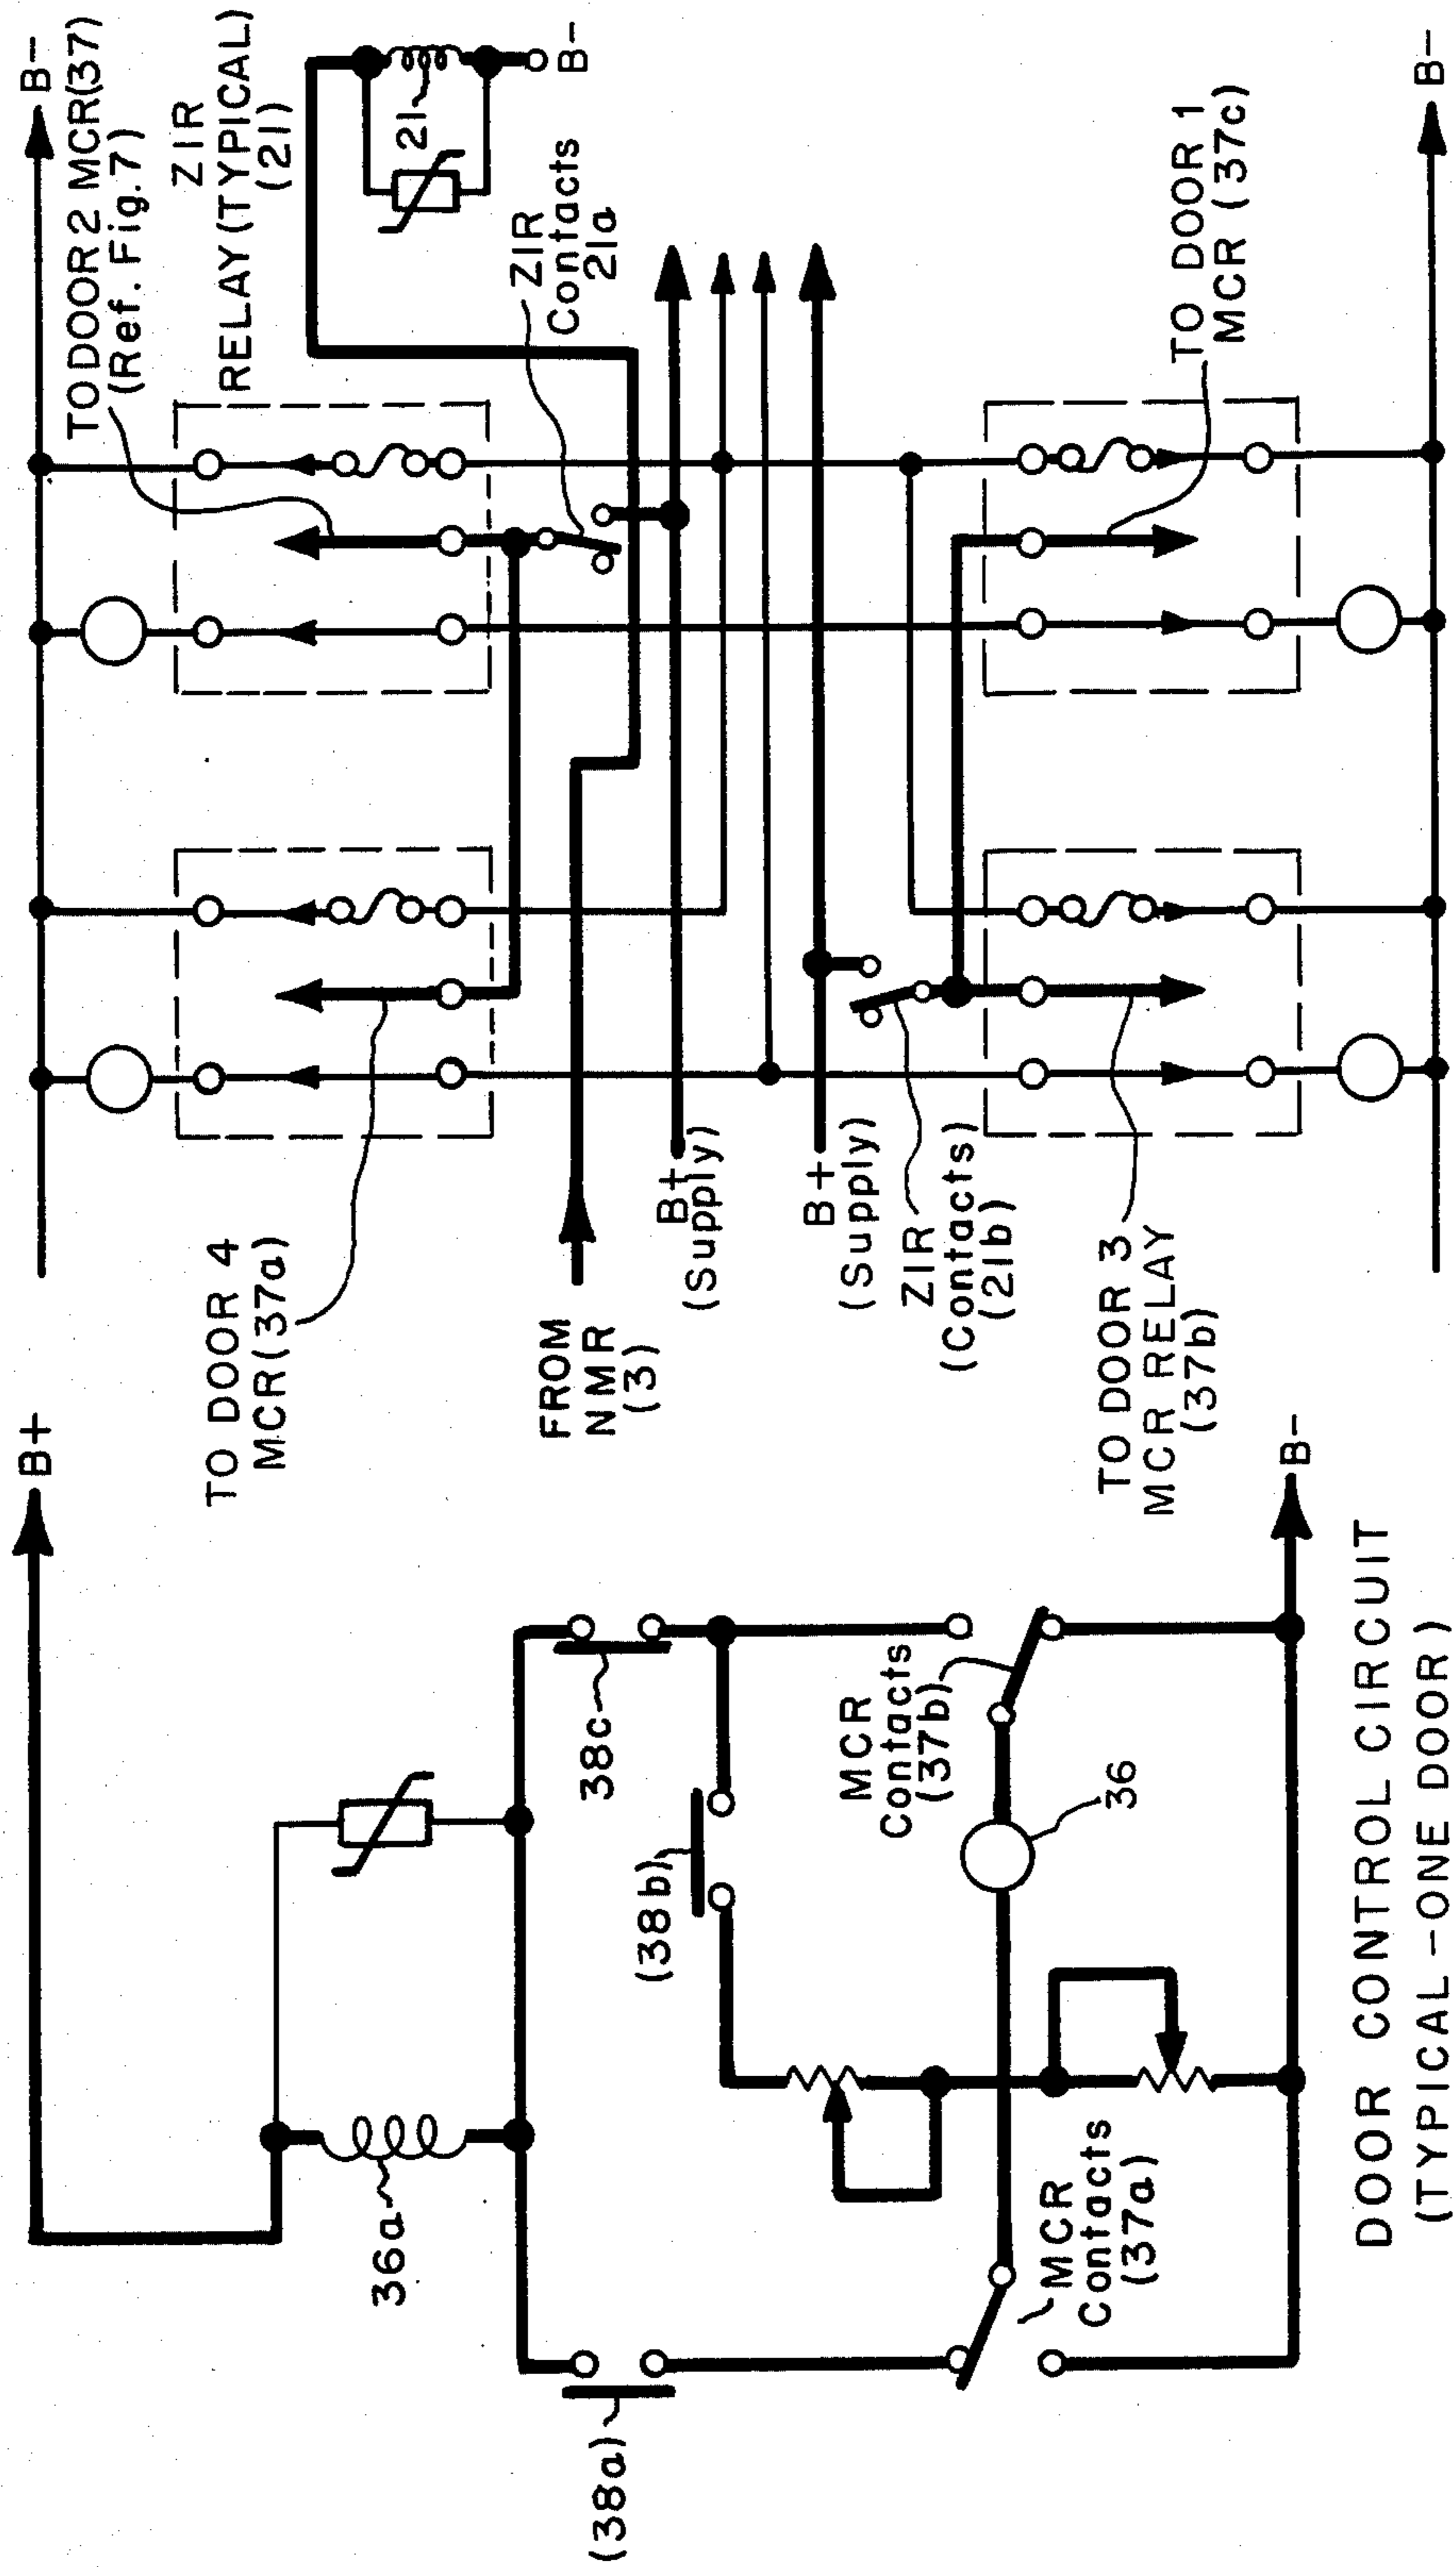 B+
36a
(38a)
38c
(38b)
MCR
Contacts
(37b)
36
MCR
Contacts
(37a)
B-
DOOR CONTROL CIRCUIT
(TYPICAL-ONE DOOR)
B-
TO DOOR 2 MCR(37)
(Ref. Fig.7)
ZIR
RELAY(TYPICAL)
(21)
21
B-
TO DOOR 4
MCR(37a)
ZIR
Contacts
21a
FROM
NMR
(3)
B+
(Supply)
B+
(Supply)
ZIR
(Contacts)
(21b)
TO DOOR 3
MCR RELAY
(37b)
TO DOOR 1
MCR (37c)
B-